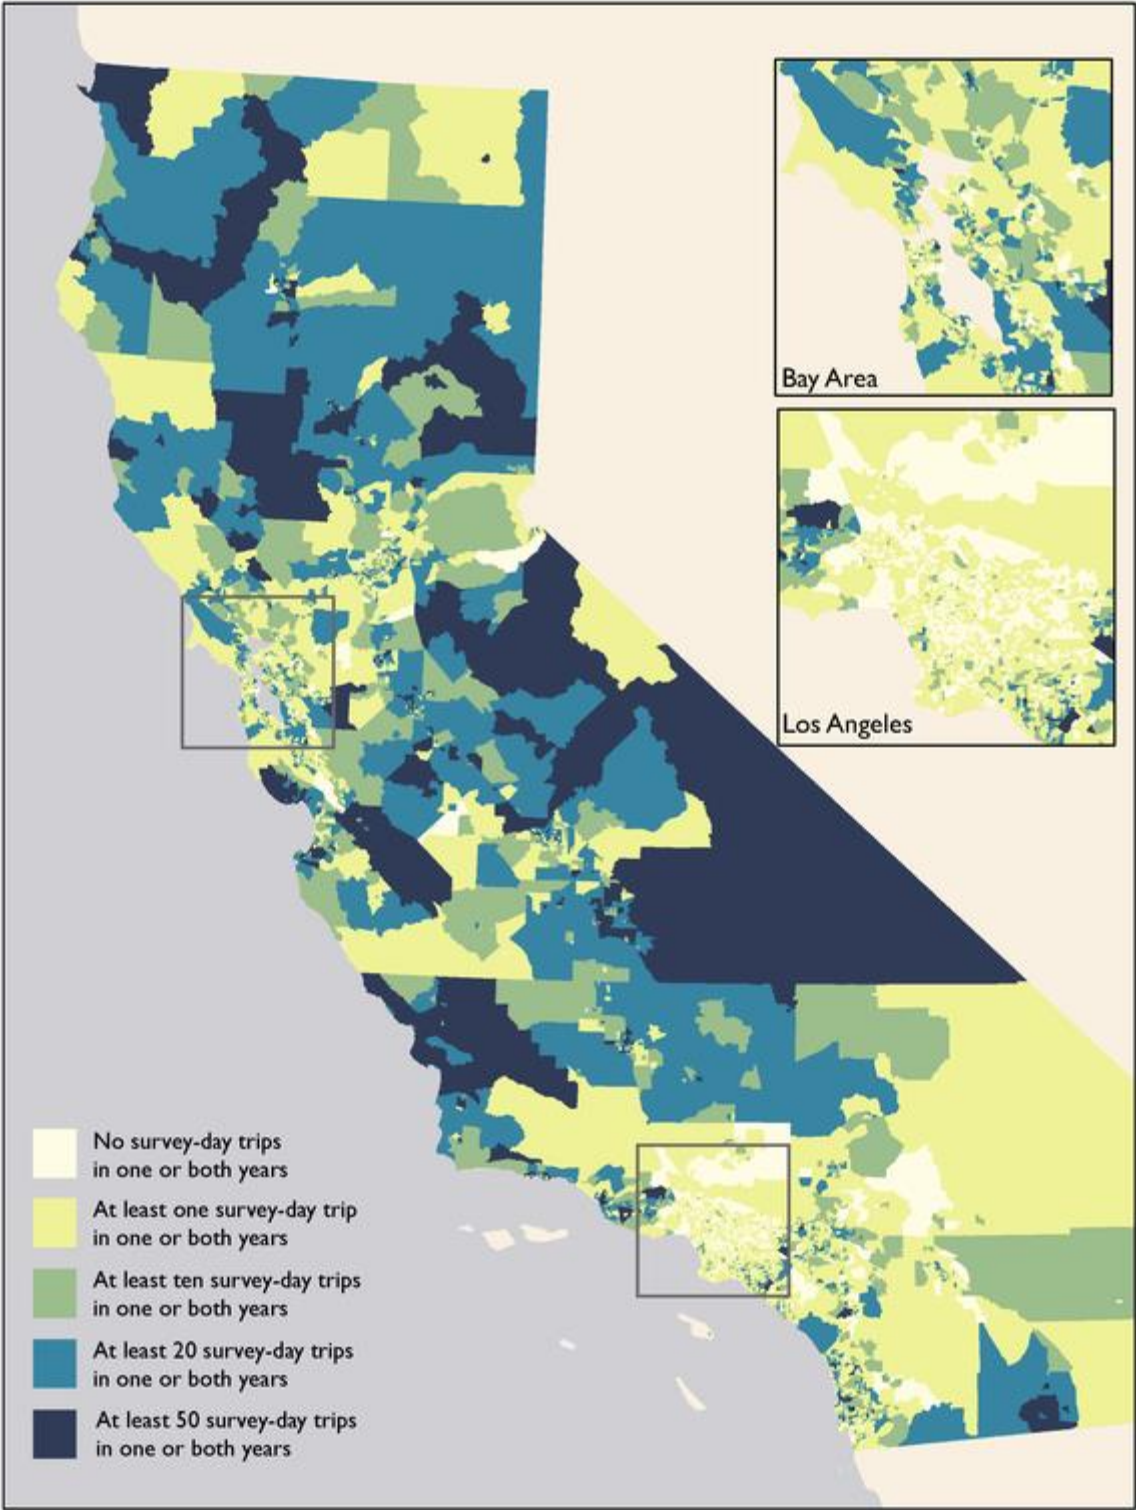 Bay Area
Los Angeles
No survey-day trips
in one or both years
At least one survey-day trip
in one or both years
At least ten survey-day trips
in one or both years
At least 20 survey-day trips
in one or both years
At least 50 survey-day trips
in one or both years